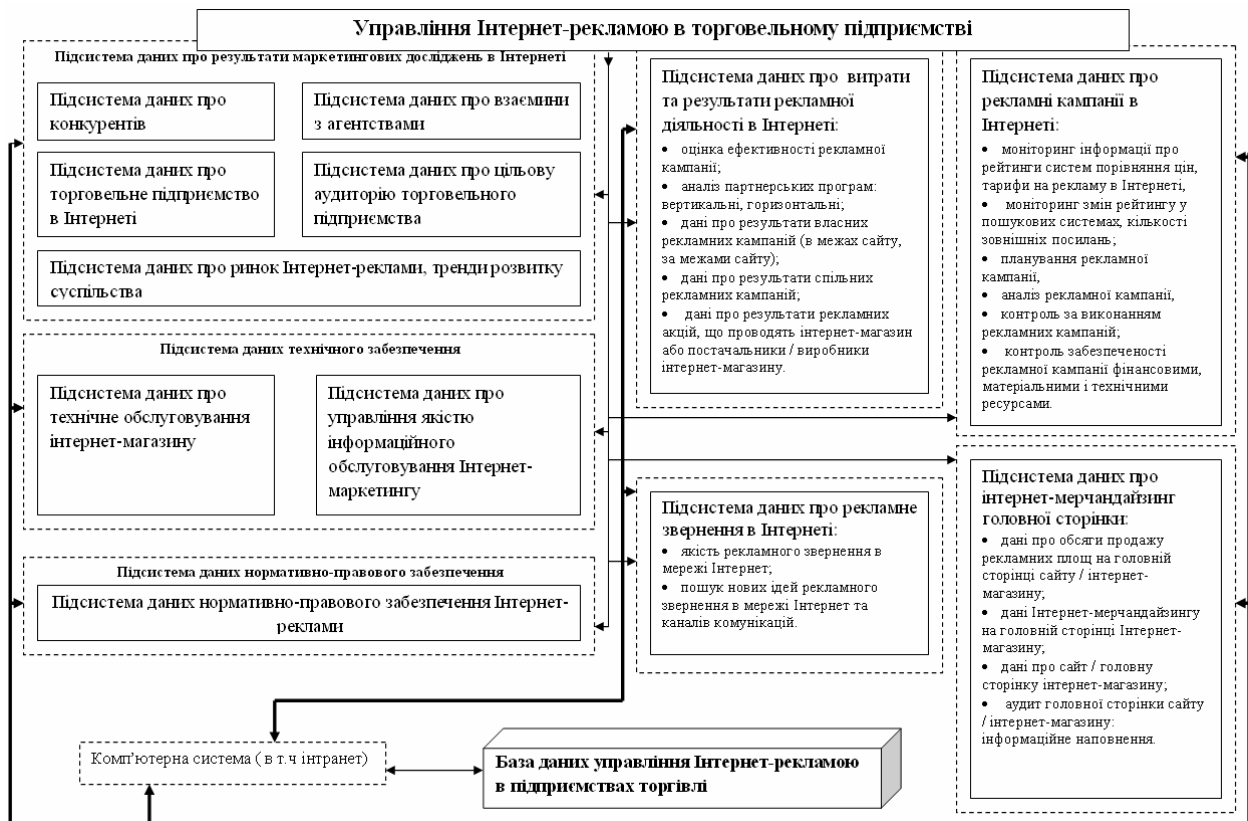 Управління Інтернет-рекламою в торговельному підприємстві
Підсистема даних про результати маркетингових досліджень в Інтернеті
Підсистема даних про
конкурентів
Підсистема даних про взаємини
з агентствами
Підсистема даних про
торговельне підприємство
в Інтернеті
Підсистема даних про цільову
аудиторію торговельного
підприємства
Підсистема даних про ринок Інтернет-реклами, тренди розвитку
суспільства
Підсистема даних технічного забезпечення
Підсистема даних про
технічне обслуговування
інтернет-магазину
Підсистема даних про
управління якістю
інформаційного
обслуговування Інтернет-
маркетингу
Підсистема даних нормативно-правового забезпечення
Підсистема даних нормативно-правового забезпечення Інтернет-
реклами
Підсистема даних про витрати
та результати рекламної
діяльності в Інтернеті:
• оцінка ефективності рекламної
кампанії;
• аналіз партнерських програм:
вертикальні, горизонтальні;
• дані про результати власних
рекламних кампаній (в межах сайту,
за межами сайту);
• дані про результати спільних
рекламних кампаній;
• дані про результати рекламних
акцій, що проводять інтернет-магазин
або постачальники / виробники
інтернет-магазину.
Підсистема даних про рекламне
звернення в Інтернеті:
• якість рекламного звернення в
мережі Інтернет;
• пошук нових ідей рекламного
звернення в мережі Інтернет та
каналів комунікацій.
Підсистема даних про
рекламні кампанії в
Інтернеті:
• моніторинг інформації про
рейтинги систем порівняння цін,
тарифи на рекламу в Інтернеті,
• моніторинг змін рейтингу у
пошукових системах, кількості
зовнішніх посилань;
• планування рекламної
кампанії,
• аналіз рекламної кампанії,
• контроль за виконанням
рекламних кампаній;
• контроль забезпеченості
рекламної кампанії фінансовими,
матеріальними і технічними
ресурсами.
Підсистема даних про
інтернет-мерчандайзинг
головної сторінки:
• дані про обсяги продажу
рекламних площ на головній
сторінці сайту / інтернет-
магазину;
• дані Інтернет-мерчандайзингу
на головній сторінці Інтернет-
магазину;
• дані про сайт / головну
сторінку інтернет-магазину;
• аудит головної сторінки сайту
/ інтернет-магазину:
інформаційне наповнення.
Комп'ютерна система ( в т.ч інтранет)
База даних управління Інтернет-рекламою
в підприємствах торгівлі